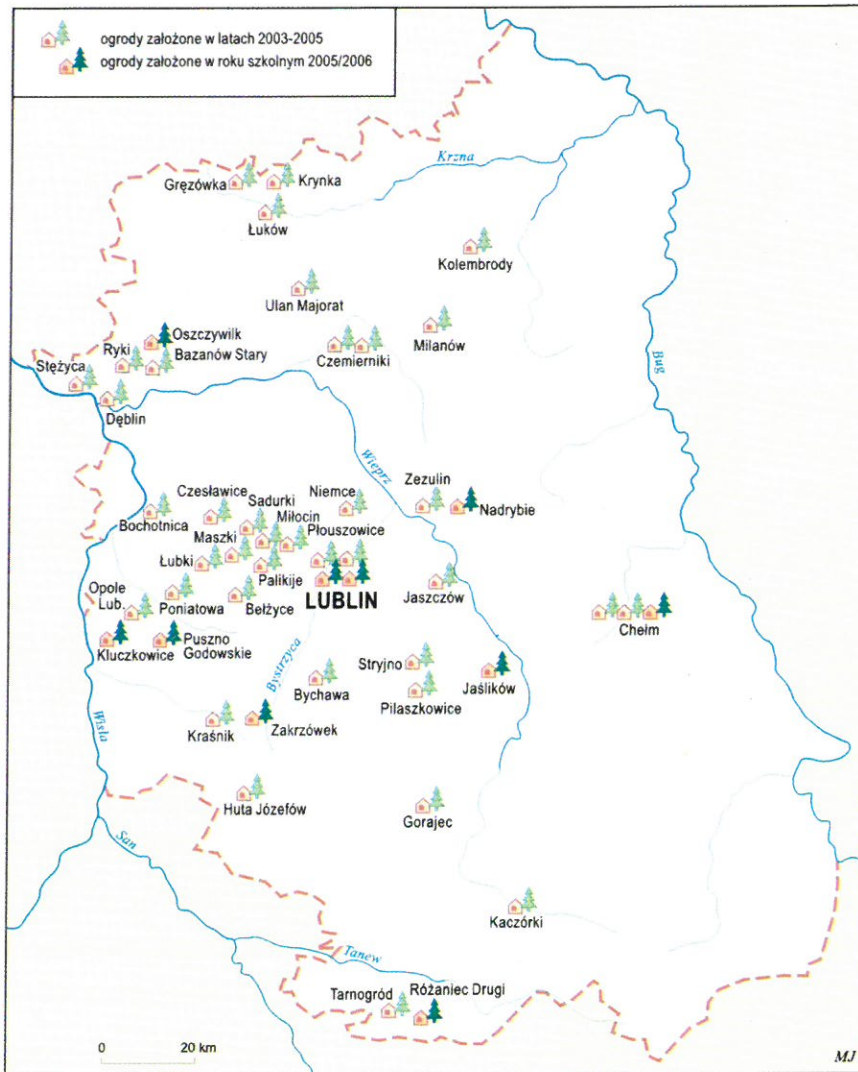 ogrody założone w latach 2003-2005
ogrody założone w roku szkolnym 2005/2006
Krzna
Gręzówka
Krynka
Łuków
Kolembrody
Ulan Majorat
Milanów
Oszczywilk
Ryki
Bazanów Stary
Czemierniki
Stężyca
Bug
Dęblin
Wieprz
Zezulin
Nadrybie
Czesławice
Sadurki
Niemce
Bochotnica
Miłocin
Maszki
Płouszowice
Łubki
Palikije
Jaszczów
Opole
Lub.
Poniatowa
Bełżyce
LUBLIN
Chełm
Kluczkowice
Puszno
Godowskie
Bystrzyca
Stryjno
Jaślików
Bychawa
Pilaszkowice
Wisła
Kraśnik
Zakrzówek
Huta Józefów
Gorajec
San
Kaczórki
Tanew
Tarnogród
Różaniec Drugi
0 20 km
MJ